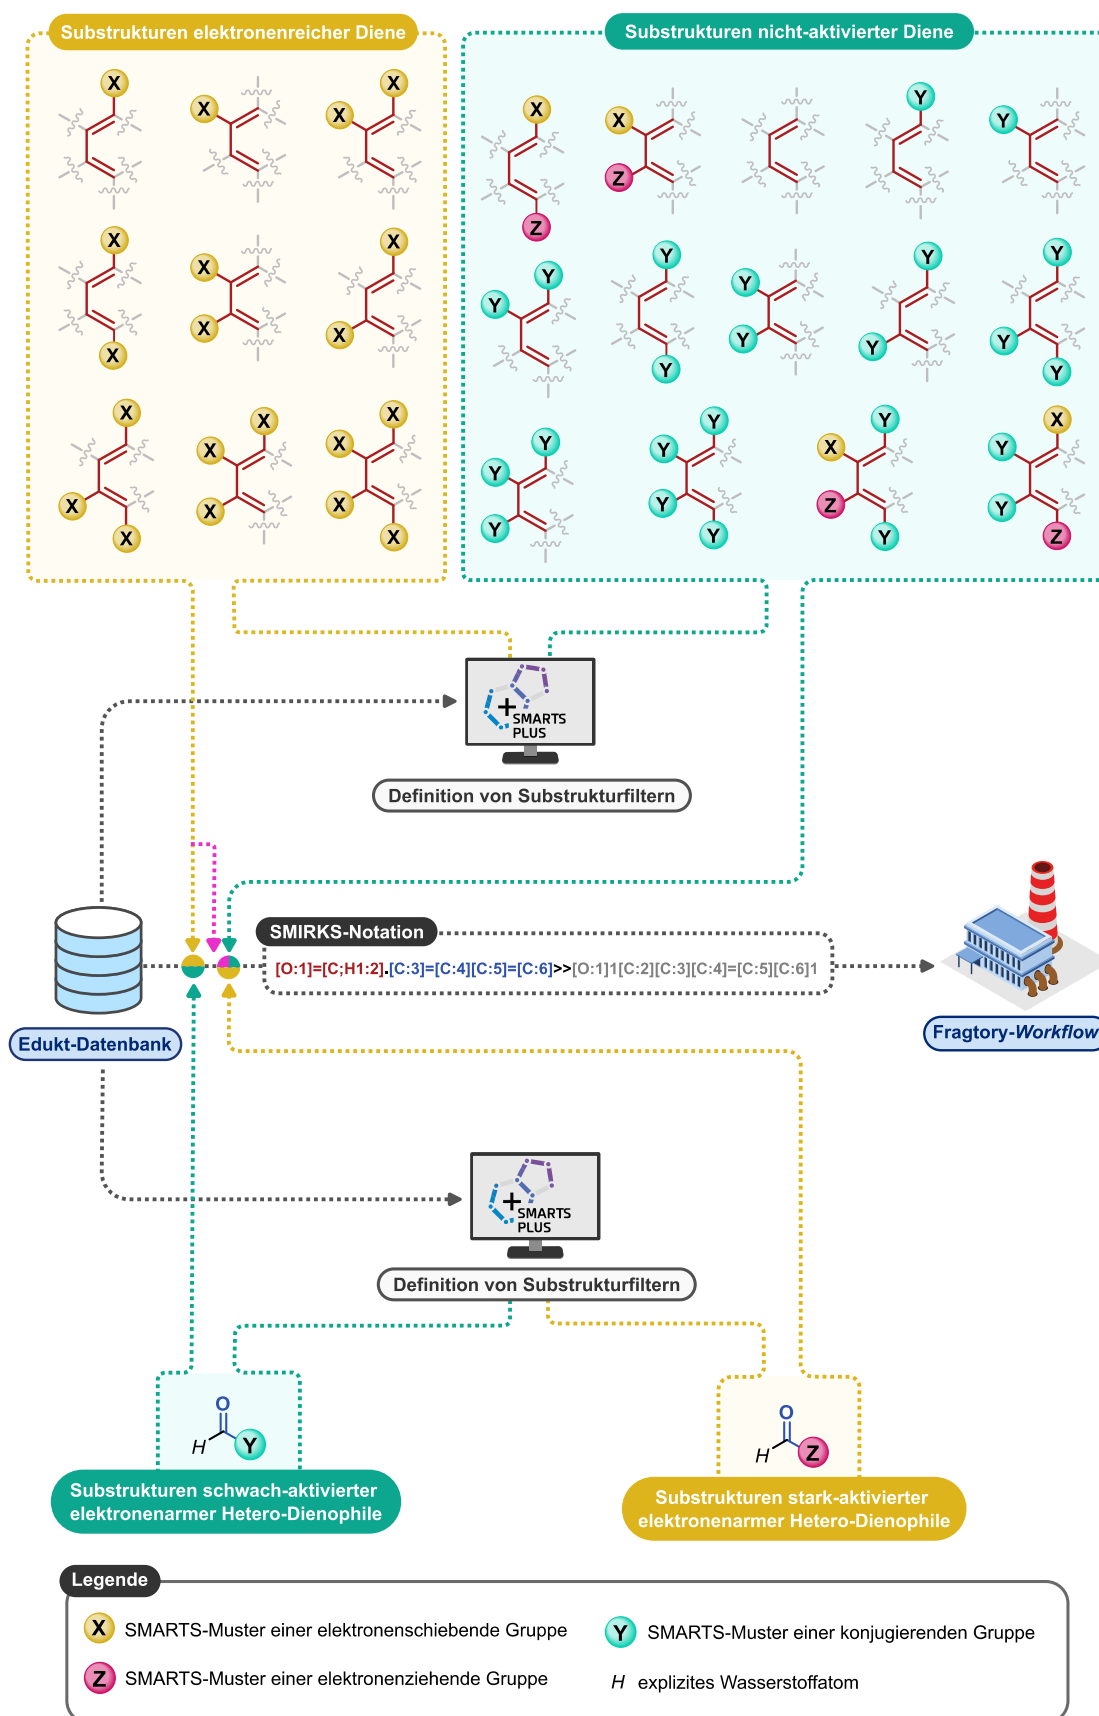 Substrukturen elektronenreicher Diene
Substrukturen nicht-aktivierter Diene
X
X
X
X
X
X
Z
Y
Y
Z
X
X
X
X
X
X
Y
Y
Y
Y
Y
Y
Y
Y
Y
Y
Y
X
X
X
X
X
X
X
X
X
X
Y
Y
Y
Y
Y
Y
Y
X
Y
Z
Y
X
Y
Y
Z
SMARTS
PLUS
Definition von Substrukturfiltern
SMIRKS-Notation
[O:1]=[C;H1:2].[C:3]=[C:4][C:5]=[C:6]>>[O:1]1[C:2][C:3][C:4]=[C:5][C:6]1
Edukt-Datenbank
Fragtory-Workflow
SMARTS
PLUS
Definition von Substrukturfiltern
O
H
Y
O
H
Z
Substrukturen schwach-aktivierter
elektronenarmer Hetero-Dienophile
Substrukturen stark-aktivierter
elektronenarmer Hetero-Dienophile
Legende
X SMARTS-Muster einer elektronenschiebende Gruppe
Y SMARTS-Muster einer konjugierenden Gruppe
Z SMARTS-Muster einer elektronenziehende Gruppe
H explizites Wasserstoffatom